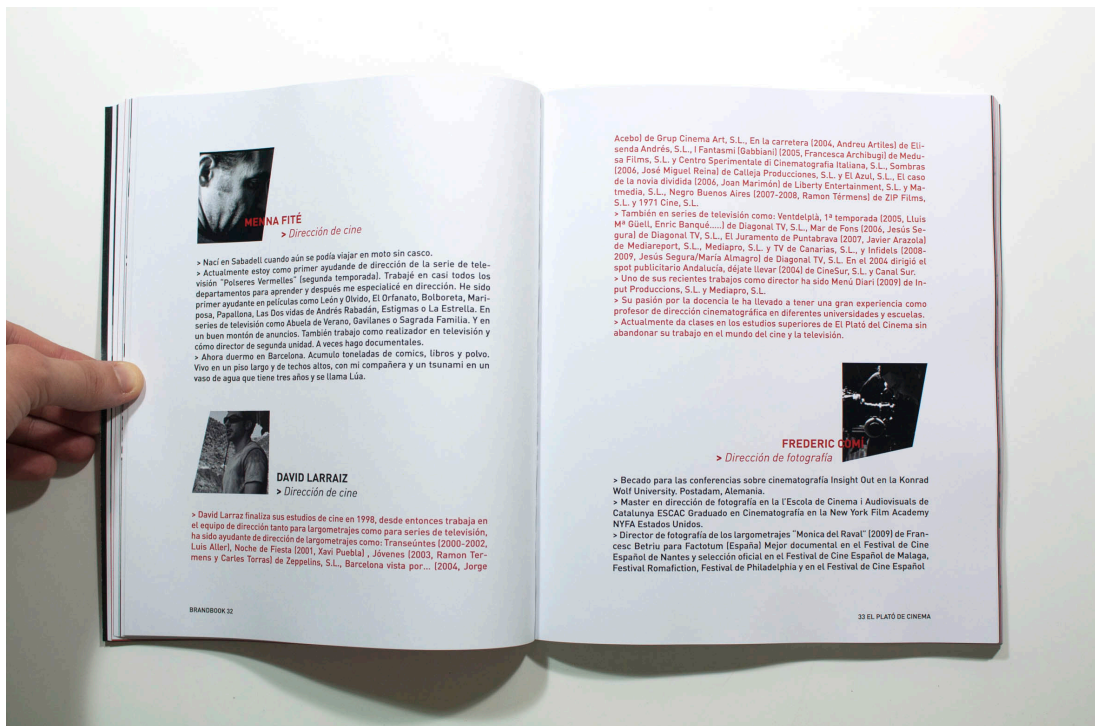 MENNA FITÉ
> Dirección de cine
> Nací en Sabadell cuando aún se podía viajar en moto sin casco.
> Actualmente estoy como primer ayudande de dirección de la serie de tele-
visión "Polseres Vermelles" (segunda temporada). Trabajé en casi todos los
departamentos para aprender y después me especialicé en dirección. He sido
primer ayudante en películas como León y Olvido, El Orfanato, Bolboreta, Mari-
posa, Papallona, Las Dos vidas de Andrés Rabadán, Estigmas o La Estrella. En
series de televisión como Abuela de Verano, Gavilanes o Sagrada Familia. Y en
un buen montón de anuncios. También trabajo como realizador en televisión y
cómo director de segunda unidad. A veces hago documentales.
> Ahora duermo en Barcelona. Acumulo toneladas de comics, libros y polvo.
Vivo en un piso largo y de techos altos, con mi compañera y un tsunami en un
vaso de agua que tiene tres años y se llama Lúa.
DAVID LARRAIZ
> Dirección de cine
> David Larraz finaliza sus estudios de cine en 1998, desde entonces trabaja en
el equipo de dirección tanto para largometrajes como para series de televisión,
ha sido ayudante de dirección de largometrajes como: Transeúntes (2000-2002,
Luis Aller), Noche de Fiesta (2001, Xavi Puebla) , Jóvenes (2003, Ramon Ter-
mens y Carles Torras) de Zeppelins, S.L., Barcelona vista por... (2004, Jorge
BRANDBOOK 32
Acebo) de Grup Cinema Art, S.L., En la carretera (2004, Andreu Artiles) de Eli-
senda Andrés, S.L., I Fantasmi (Gabbiani) (2005, Francesca Archibugi) de Medu-
sa Films, S.L. y Centro Sperimentale di Cinematografia Italiana, S.L., Sombras
(2006, José Miguel Reina) de Calleja Producciones, S.L. y El Azul, S.L., El caso
de la novia dividida (2006, Joan Marimón) de Liberty Entertainment, S.L. y Ma-
tmedia, S.L., Negro Buenos Aires (2007-2008, Ramon Térmens) de ZIP Films,
S.L. y 1971 Cine, S.L.
> También en series de televisión como: Ventdelplà, 1ª temporada (2005, Lluis
Mª Güell, Enric Banqué.....) de Diagonal TV, S.L., Mar de Fons (2006, Jesús Se-
gura) de Diagonal TV, S.L., El Juramento de Puntabrava (2007, Javier Arazola)
de Mediareport, S.L., Mediapro, S.L. y TV de Canarias, S.L., y Infidels (2008-
2009, Jesús Segura/María Almagro) de Diagonal TV, S.L. En el 2004 dirigió el
spot publicitario Andalucía, déjate llevar (2004) de CineSur, S.L. y Canal Sur.
> Uno de sus recientes trabajos como director ha sido Menú Diari (2009) de In-
put Produccions, S.L. y Mediapro, S.L.
> Su pasión por la docencia le ha llevado a tener una gran experiencia como
profesor de dirección cinematográfica en diferentes universidades y escuelas.
> Actualmente da clases en los estudios superiores de El Plató del Cinema sin
abandonar su trabajo en el mundo del cine y la televisión.
FREDERIC COMÍ
> Dirección de fotografía
> Becado para las conferencias sobre cinematografía Insight Out en la Konrad
Wolf University. Postadam, Alemania.
> Master en dirección de fotografía en la l'Escola de Cinema i Audiovisuals de
Catalunya ESCAC Graduado en Cinematografía en la New York Film Academy
NYFA Estados Unidos.
> Director de fotografía de los largometrajes "Monica del Raval" (2009) de Fran-
cesc Betriu para Factotum (España) Mejor documental en el Festival de Cine
Español de Nantes y selección oficial en el Festival de Cine Español de Malaga,
Festival Romafiction, Festival de Philadelphia y en el Festival de Cine Español
33 EL PLATÓ DE CINEMA